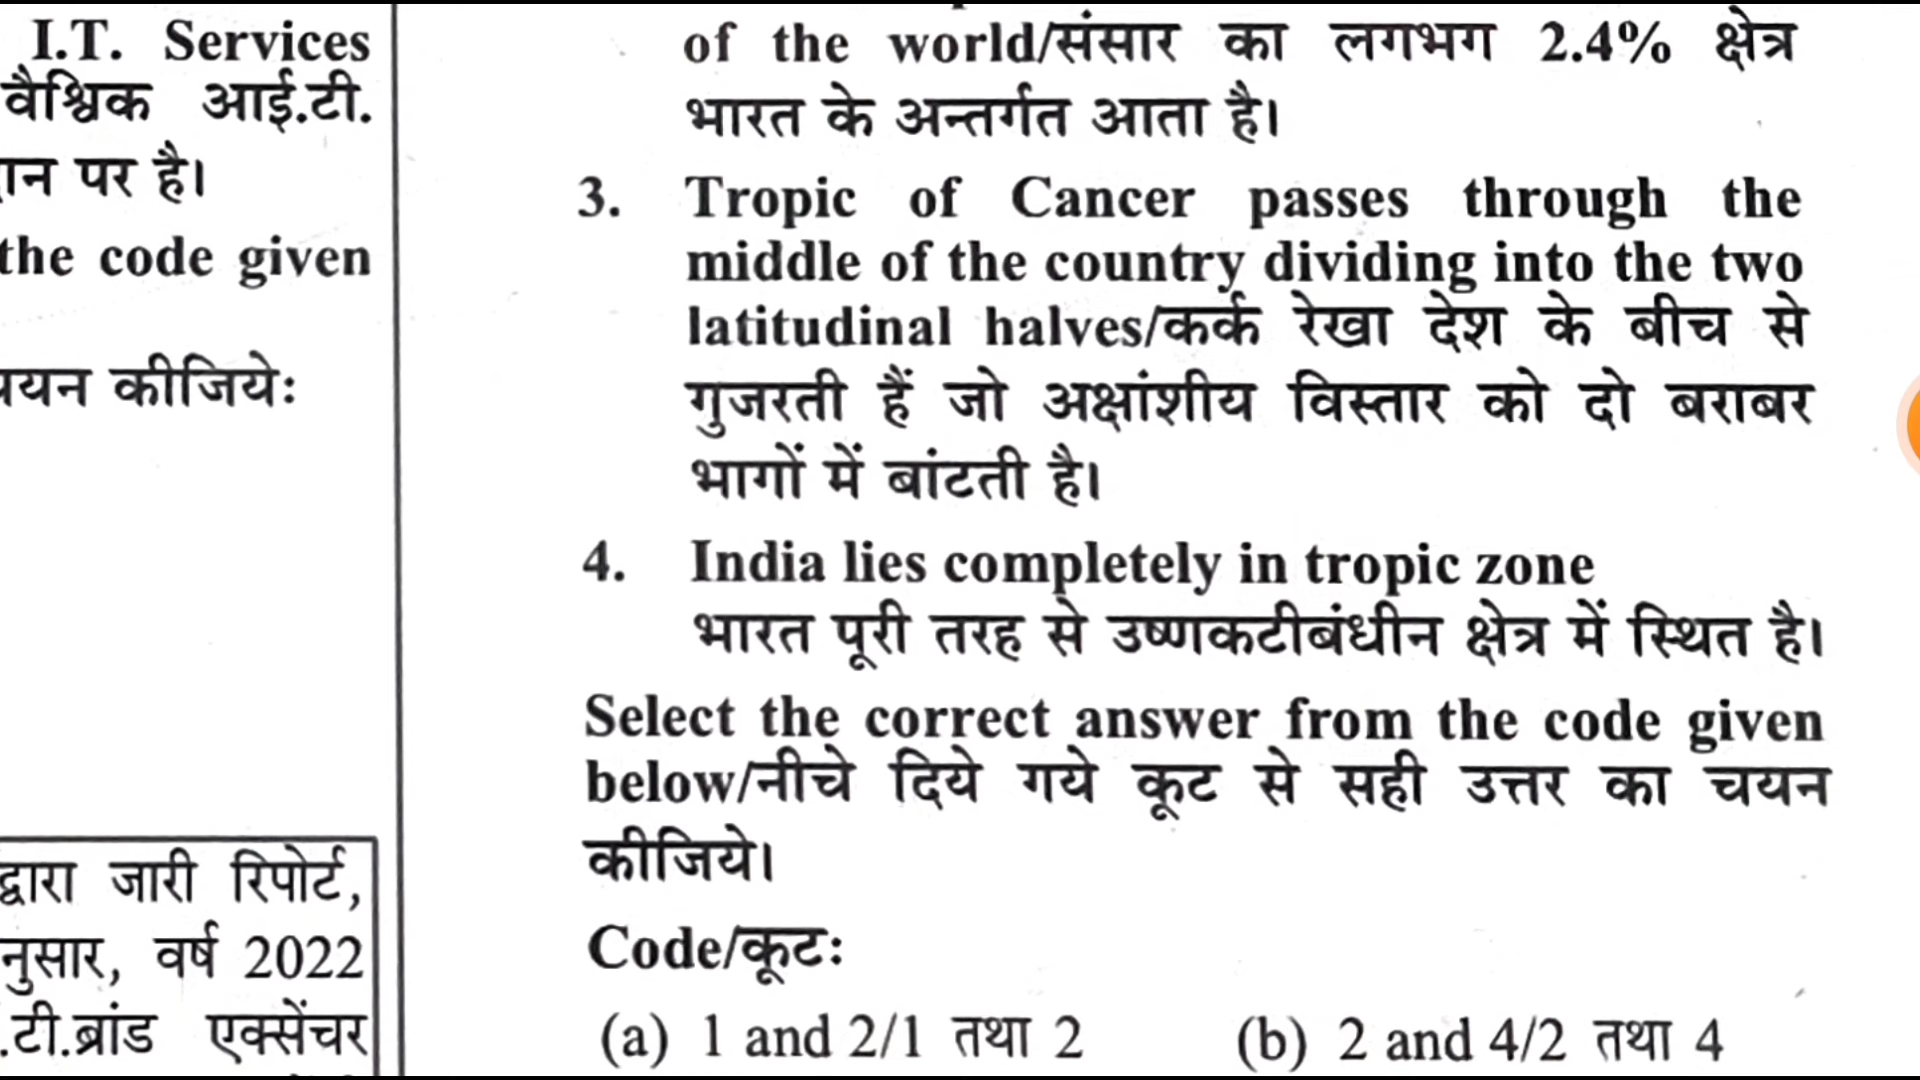 I.T. Services
वैश्विक आई.टी.
पर है।
the code given
कीजिये:
द्वारा जारी रिपोर्ट,
वर्ष 2022
एक्सेंचर
of the world/संसार का लगभग 2.4% क्षेत्र
भारत के अन्तर्गत आता है।
3. Tropic of Cancer passes through the
middle of the country dividing into the two
latitudinal halves/कर्क रेखा देश के बीच से
गुजरती हैं जो अक्षांशीय विस्तार को दो बराबर
भागों में बांटती है।
4. India lies completely in tropic zone
भारत पूरी तरह से उष्णकटीबंधीन क्षेत्र में स्थित है।
Select the correct answer from the code given
below/नीचे दिये गये कूट से सही उत्तर का चयन
कीजिये।
Code/कूटः
(a) 1 and 2/1 तथा 2 (b) 2 and 4/2 तथा 4